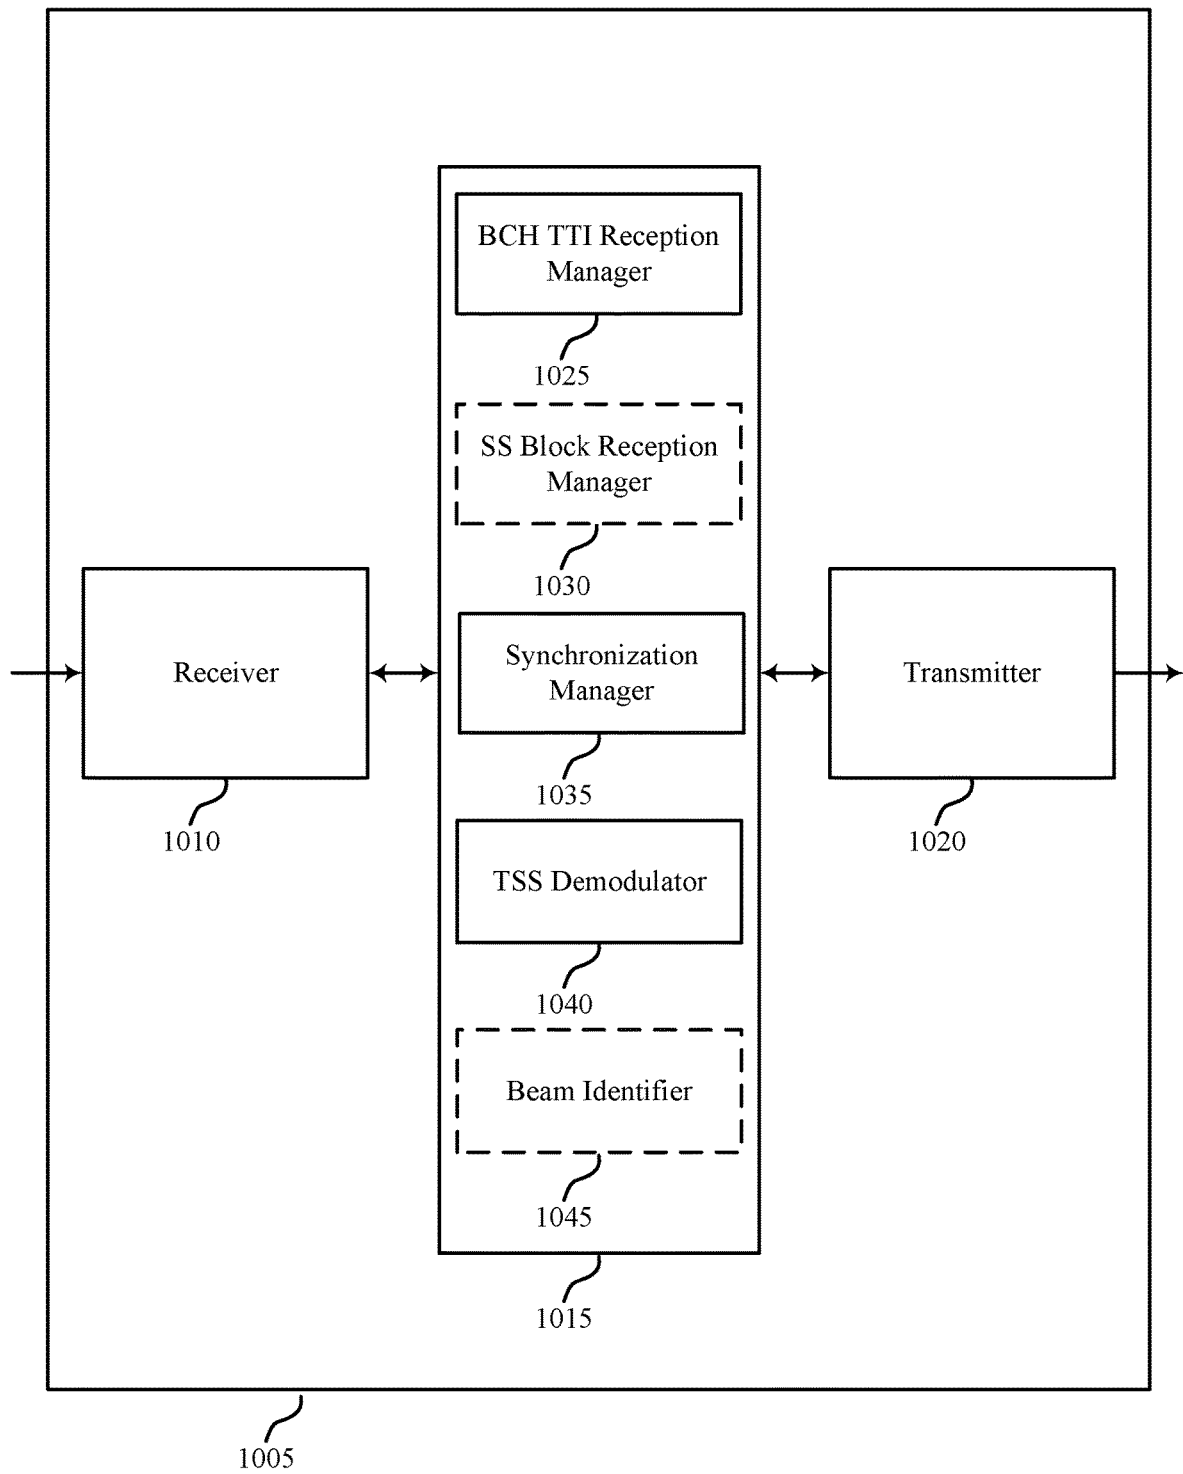 BCH TTI Reception
Manager
1025
SS Block Reception
Manager
1030
Receiver
1010
Synchronization
Manager
1035
Transmitter
1020
TSS Demodulator
1040
Beam Identifier
1045
1015
1005